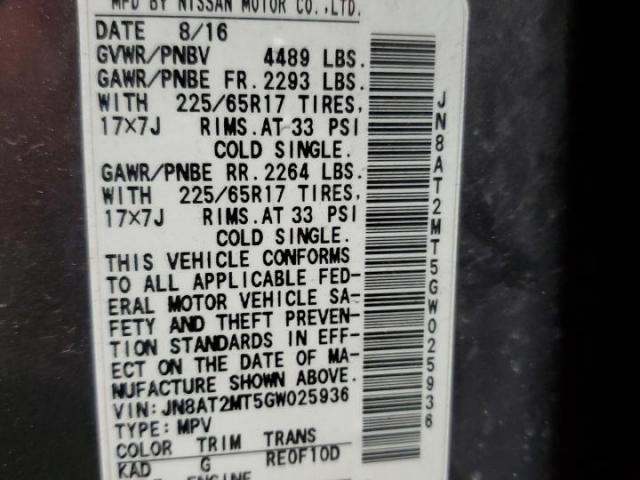 MFD BY NISSAN MOTOR CO.,LTD.
DATE 8/16
GVWR/PNBV 4489 LBS.
GAWR/PNBE FR. 2293 LBS.
WITH 225/65R17 TIRES,
17×7J RIMS. AT 33 PSI
COLD SINGLE.
GAWR/PNBE RR. 2264 LBS.
WITH 225/65R17 TIRES,
17×7J RIMS. AT 33 PSI
COLD SINGLE.
THIS VEHICLE CONFORMS
TO ALL APPLICABLE FED-
ERAL MOTOR VEHICLE SA-
FETY AND THEFT PREVEN-
TION STANDARDS IN EFF-
ECT ON THE DATE OF MA-
NUFACTURE SHOWN ABOVE.
VIN: JN8AT2MT5GW025936
TYPE: MPV
COLOR TRIM TRANS
KAD G RE0F10D
ENGINE
JN8AT2MT5GW025936